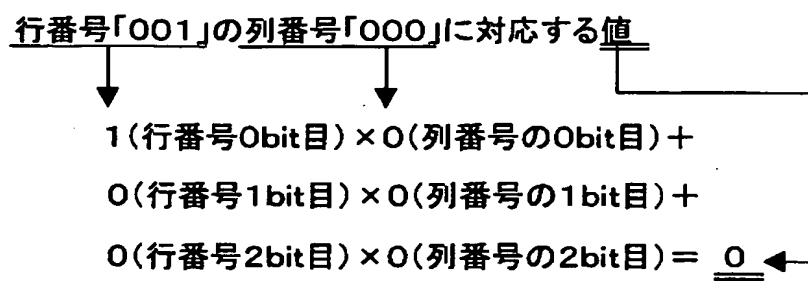 行番号「001」の列番号「000」に対応する値
1(行番号0bit目)×0(列番号の0bit目)+
0(行番号1bit目)×0(列番号の1bit目)+
0(行番号2bit目)×0(列番号の2bit目)= 0